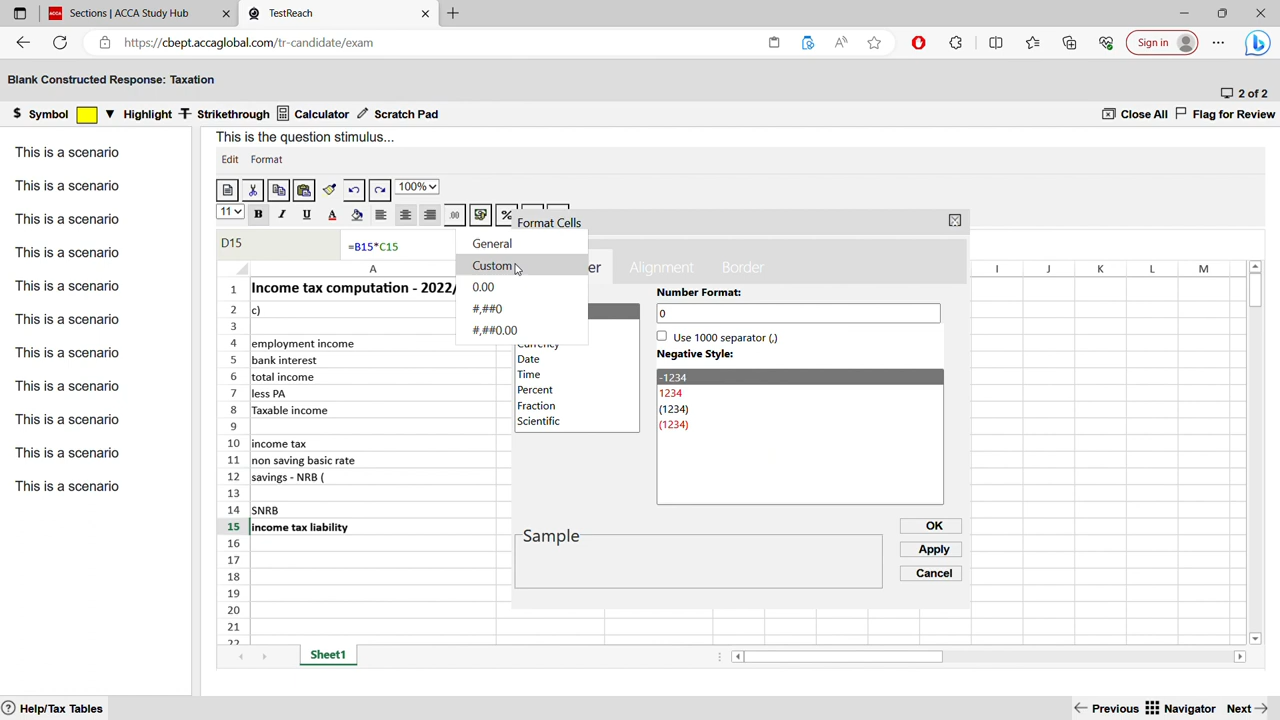 Sections | ACCA Study Hub
TestReach
https://cbept.accaglobal.com/tr-candidate/exam
Sign in
Blank Constructed Response: Taxation
2 of 2
$ Symbol Highlight Strikethrough Calculator Scratch Pad
Close All Flag for Review
This is the question stimulus...
This is a scenario
This is a scenario
This is a scenario
This is a scenario
This is a scenario
This is a scenario
This is a scenario
This is a scenario
This is a scenario
This is a scenario
This is a scenario
Edit Format
100%
11 B I U A .00 %
D15 =B15*C15
A I J K L M
1 Income tax computation - 2022/
2 c)
3
4 employment income
5 bank interest
6 total income
7 less PA
8 Taxable income
9
10 income tax
11 non saving basic rate
12 savings - NRB (
13
14 SNRB
15 income tax liability
16
17
18
19
20
21
22
General
Custom
0.00
#,##0
#,##0.00
Format Cells
er Alignment Border
Currency
Date
Time
Percent
Fraction
Scientific
Number Format:
0
Use 1000 separator (,)
Negative Style:
-1234
1234
(1234)
(1234)
Sample
OK
Apply
Cancel
Sheet1
Help/Tax Tables
Previous Navigator Next